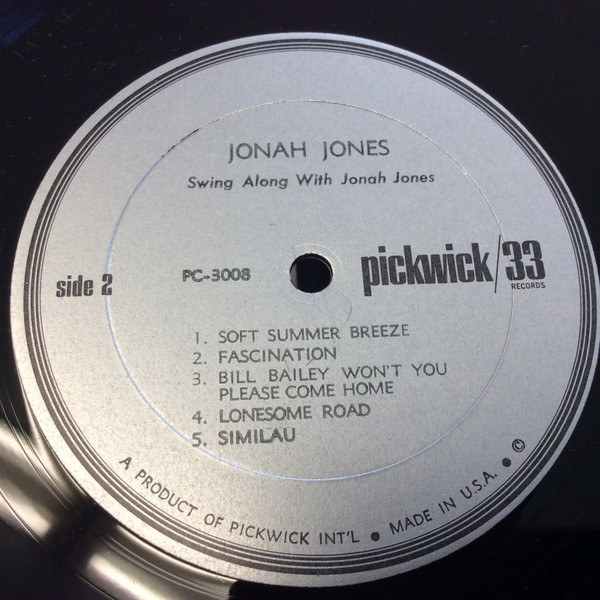 JONAH JONES
Swing Along With Jonah Jones
side 2
PC-3008
pickwick/33
RECORDS
1. SOFT SUMMER BREEZE
2. FASCINATION
3. BILL BAILEY WON'T YOU
PLEASE COME HOME
4. LONESOME ROAD
5. SIMILAU
A PRODUCT OF PICKWICK INT'L ● MADE IN U.S.A. ● ©